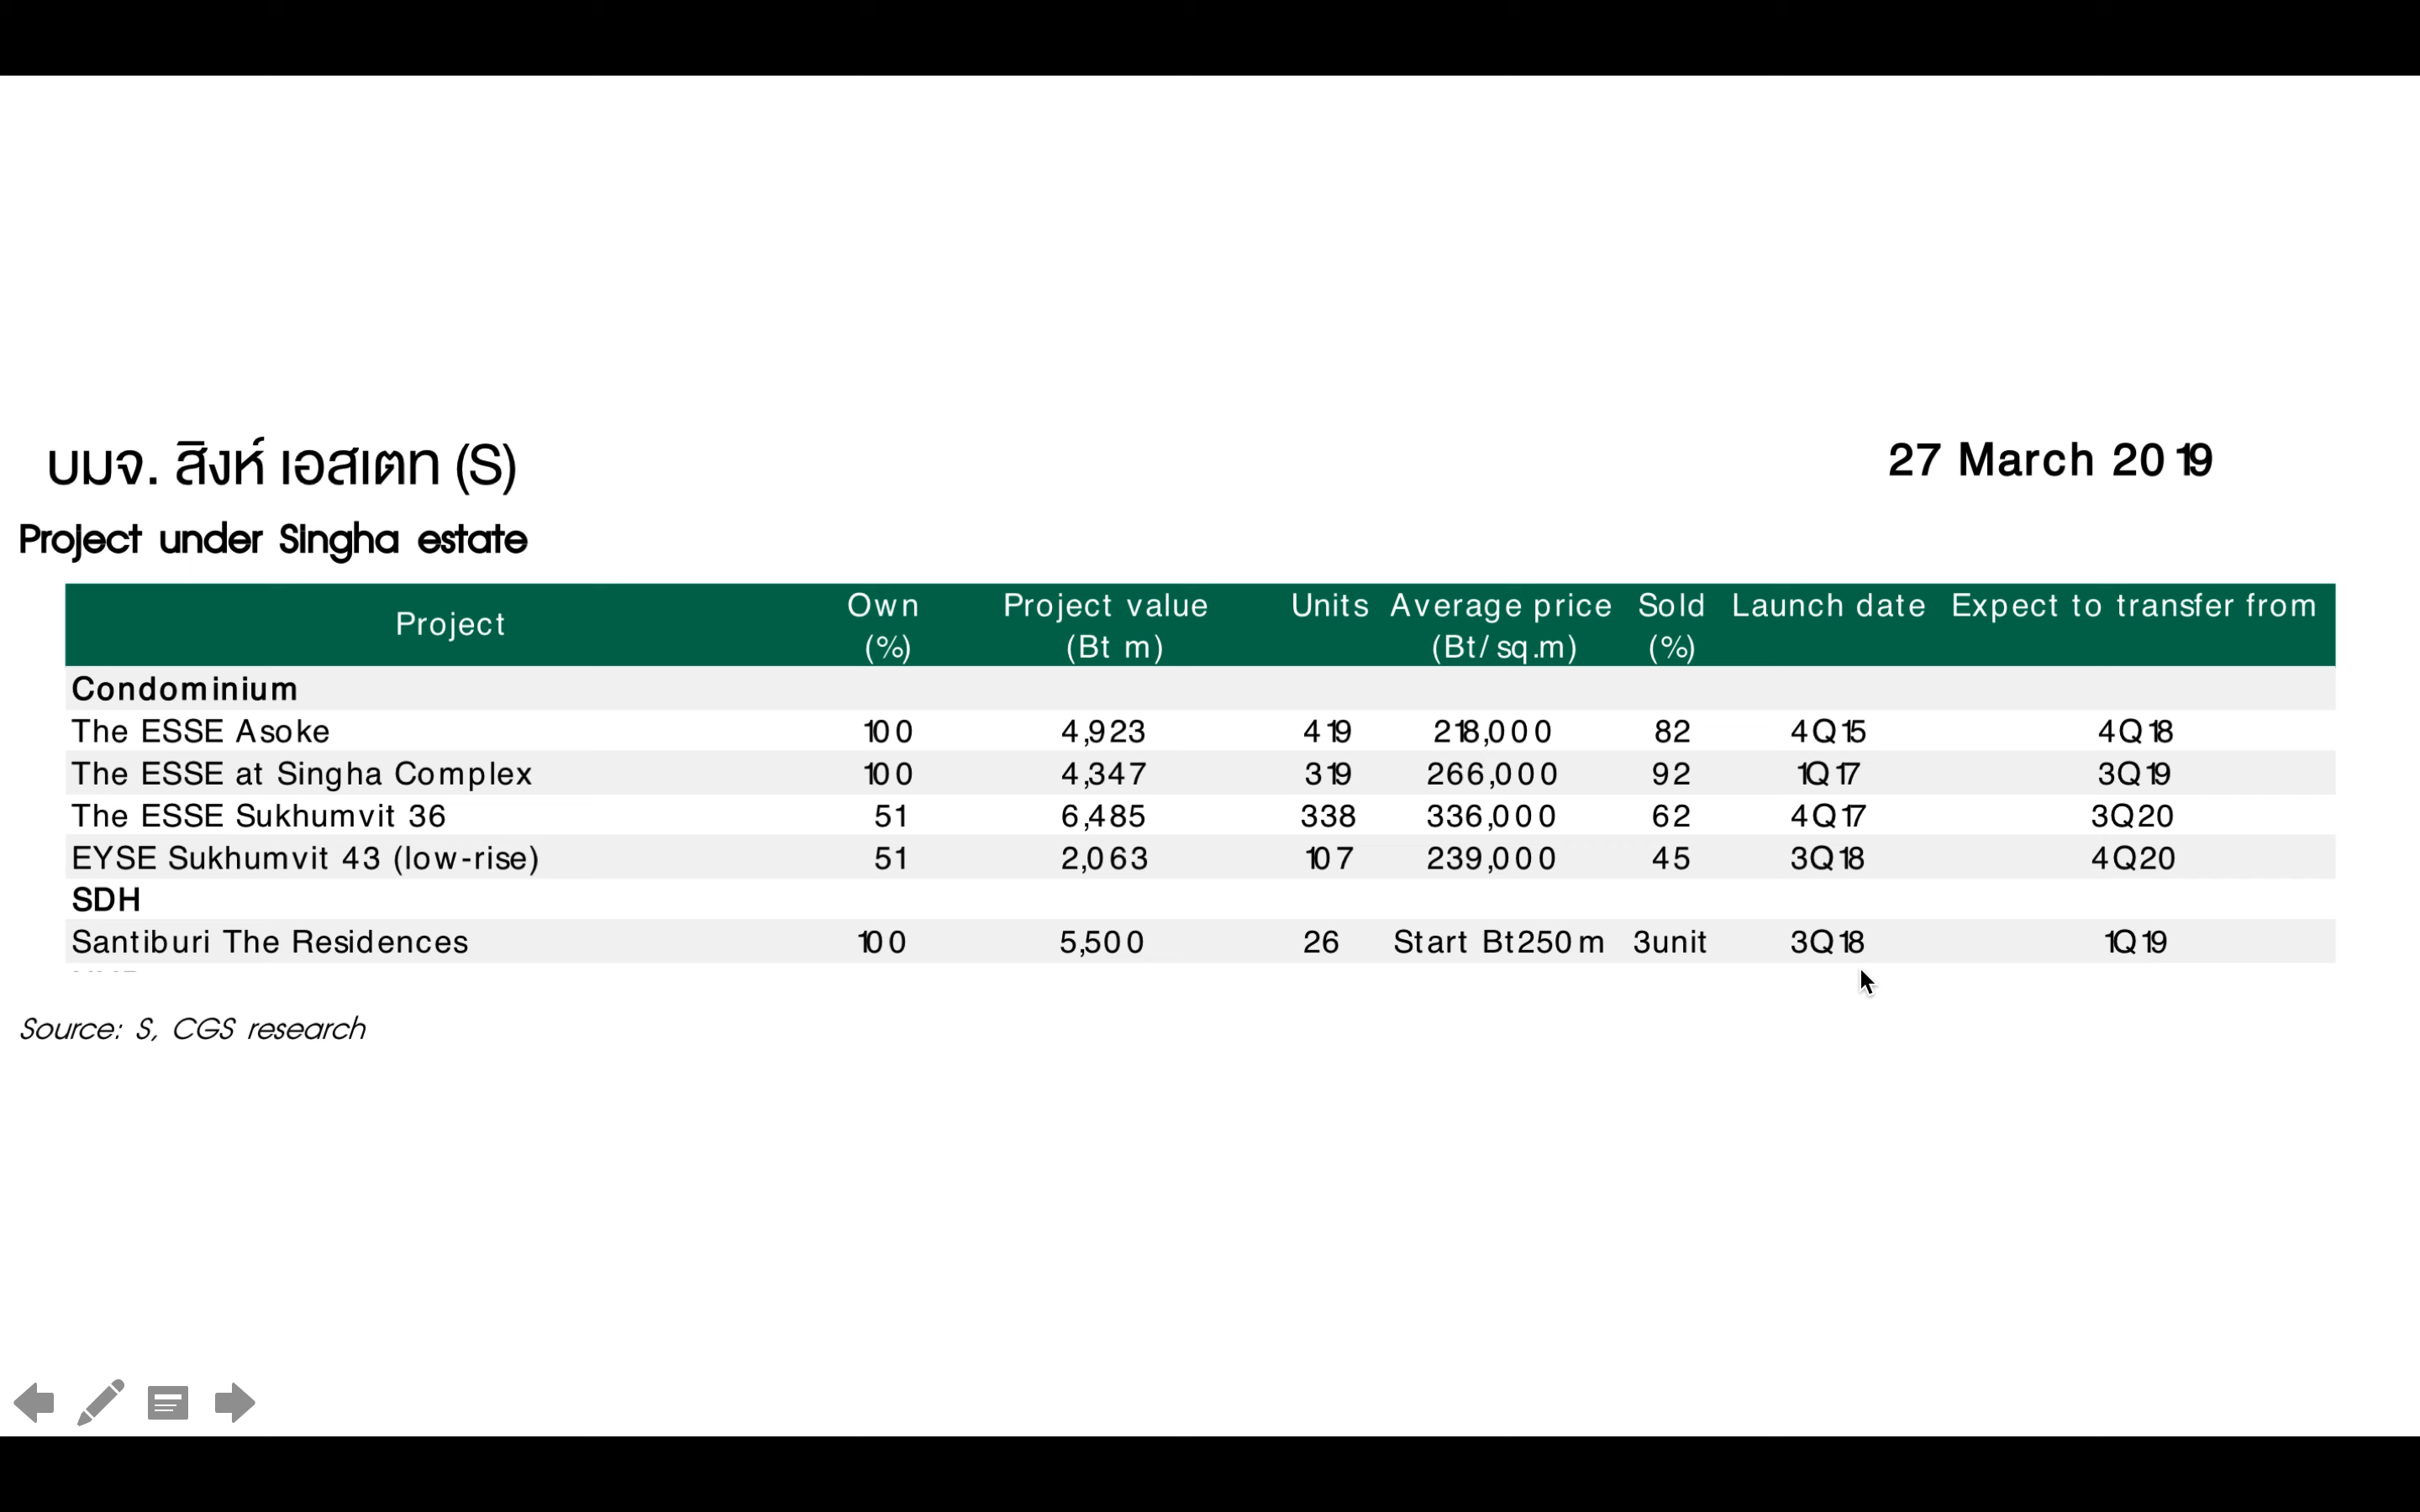 บมจ. สิงห์ เอสเตท (S)
27 March 2019
Project under Singha estate
Project Own (%) Project value (Bt m) Units Average price (Bt/sq.m) Sold (%) Launch date Expect to transfer from
Condominium
The ESSE Asoke 100 4,923 419 218,000 82 4Q15 4Q18
The ESSE at Singha Complex 100 4,347 319 266,000 92 1Q17 3Q19
The ESSE Sukhumvit 36 51 6,485 338 336,000 62 4Q17 3Q20
EYSE Sukhumvit 43 (low-rise) 51 2,063 107 239,000 45 3Q18 4Q20
SDH
Santiburi The Residences 100 5,500 26 Start Bt250m 3unit 3Q18 1Q19
Source: S, CGS research